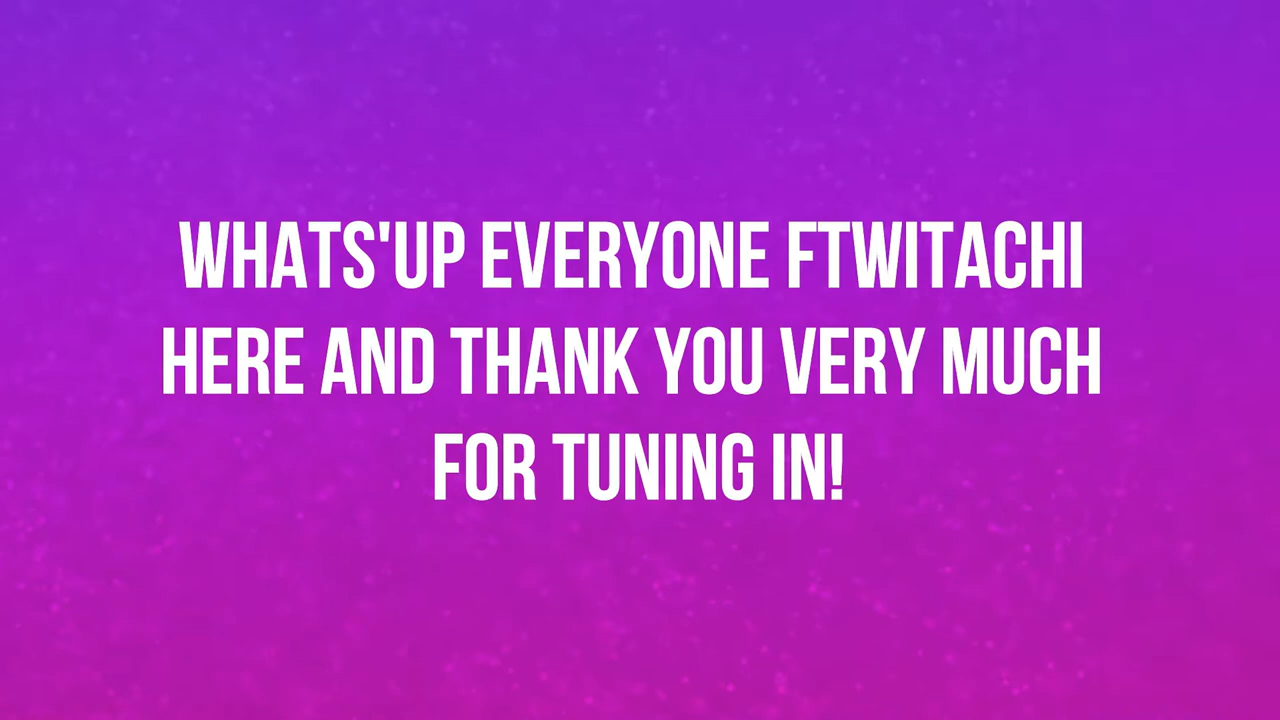 WHATS'UP EVERYONE FTWITACHI
HERE AND THANK YOU VERY MUCH
FOR TUNING IN!